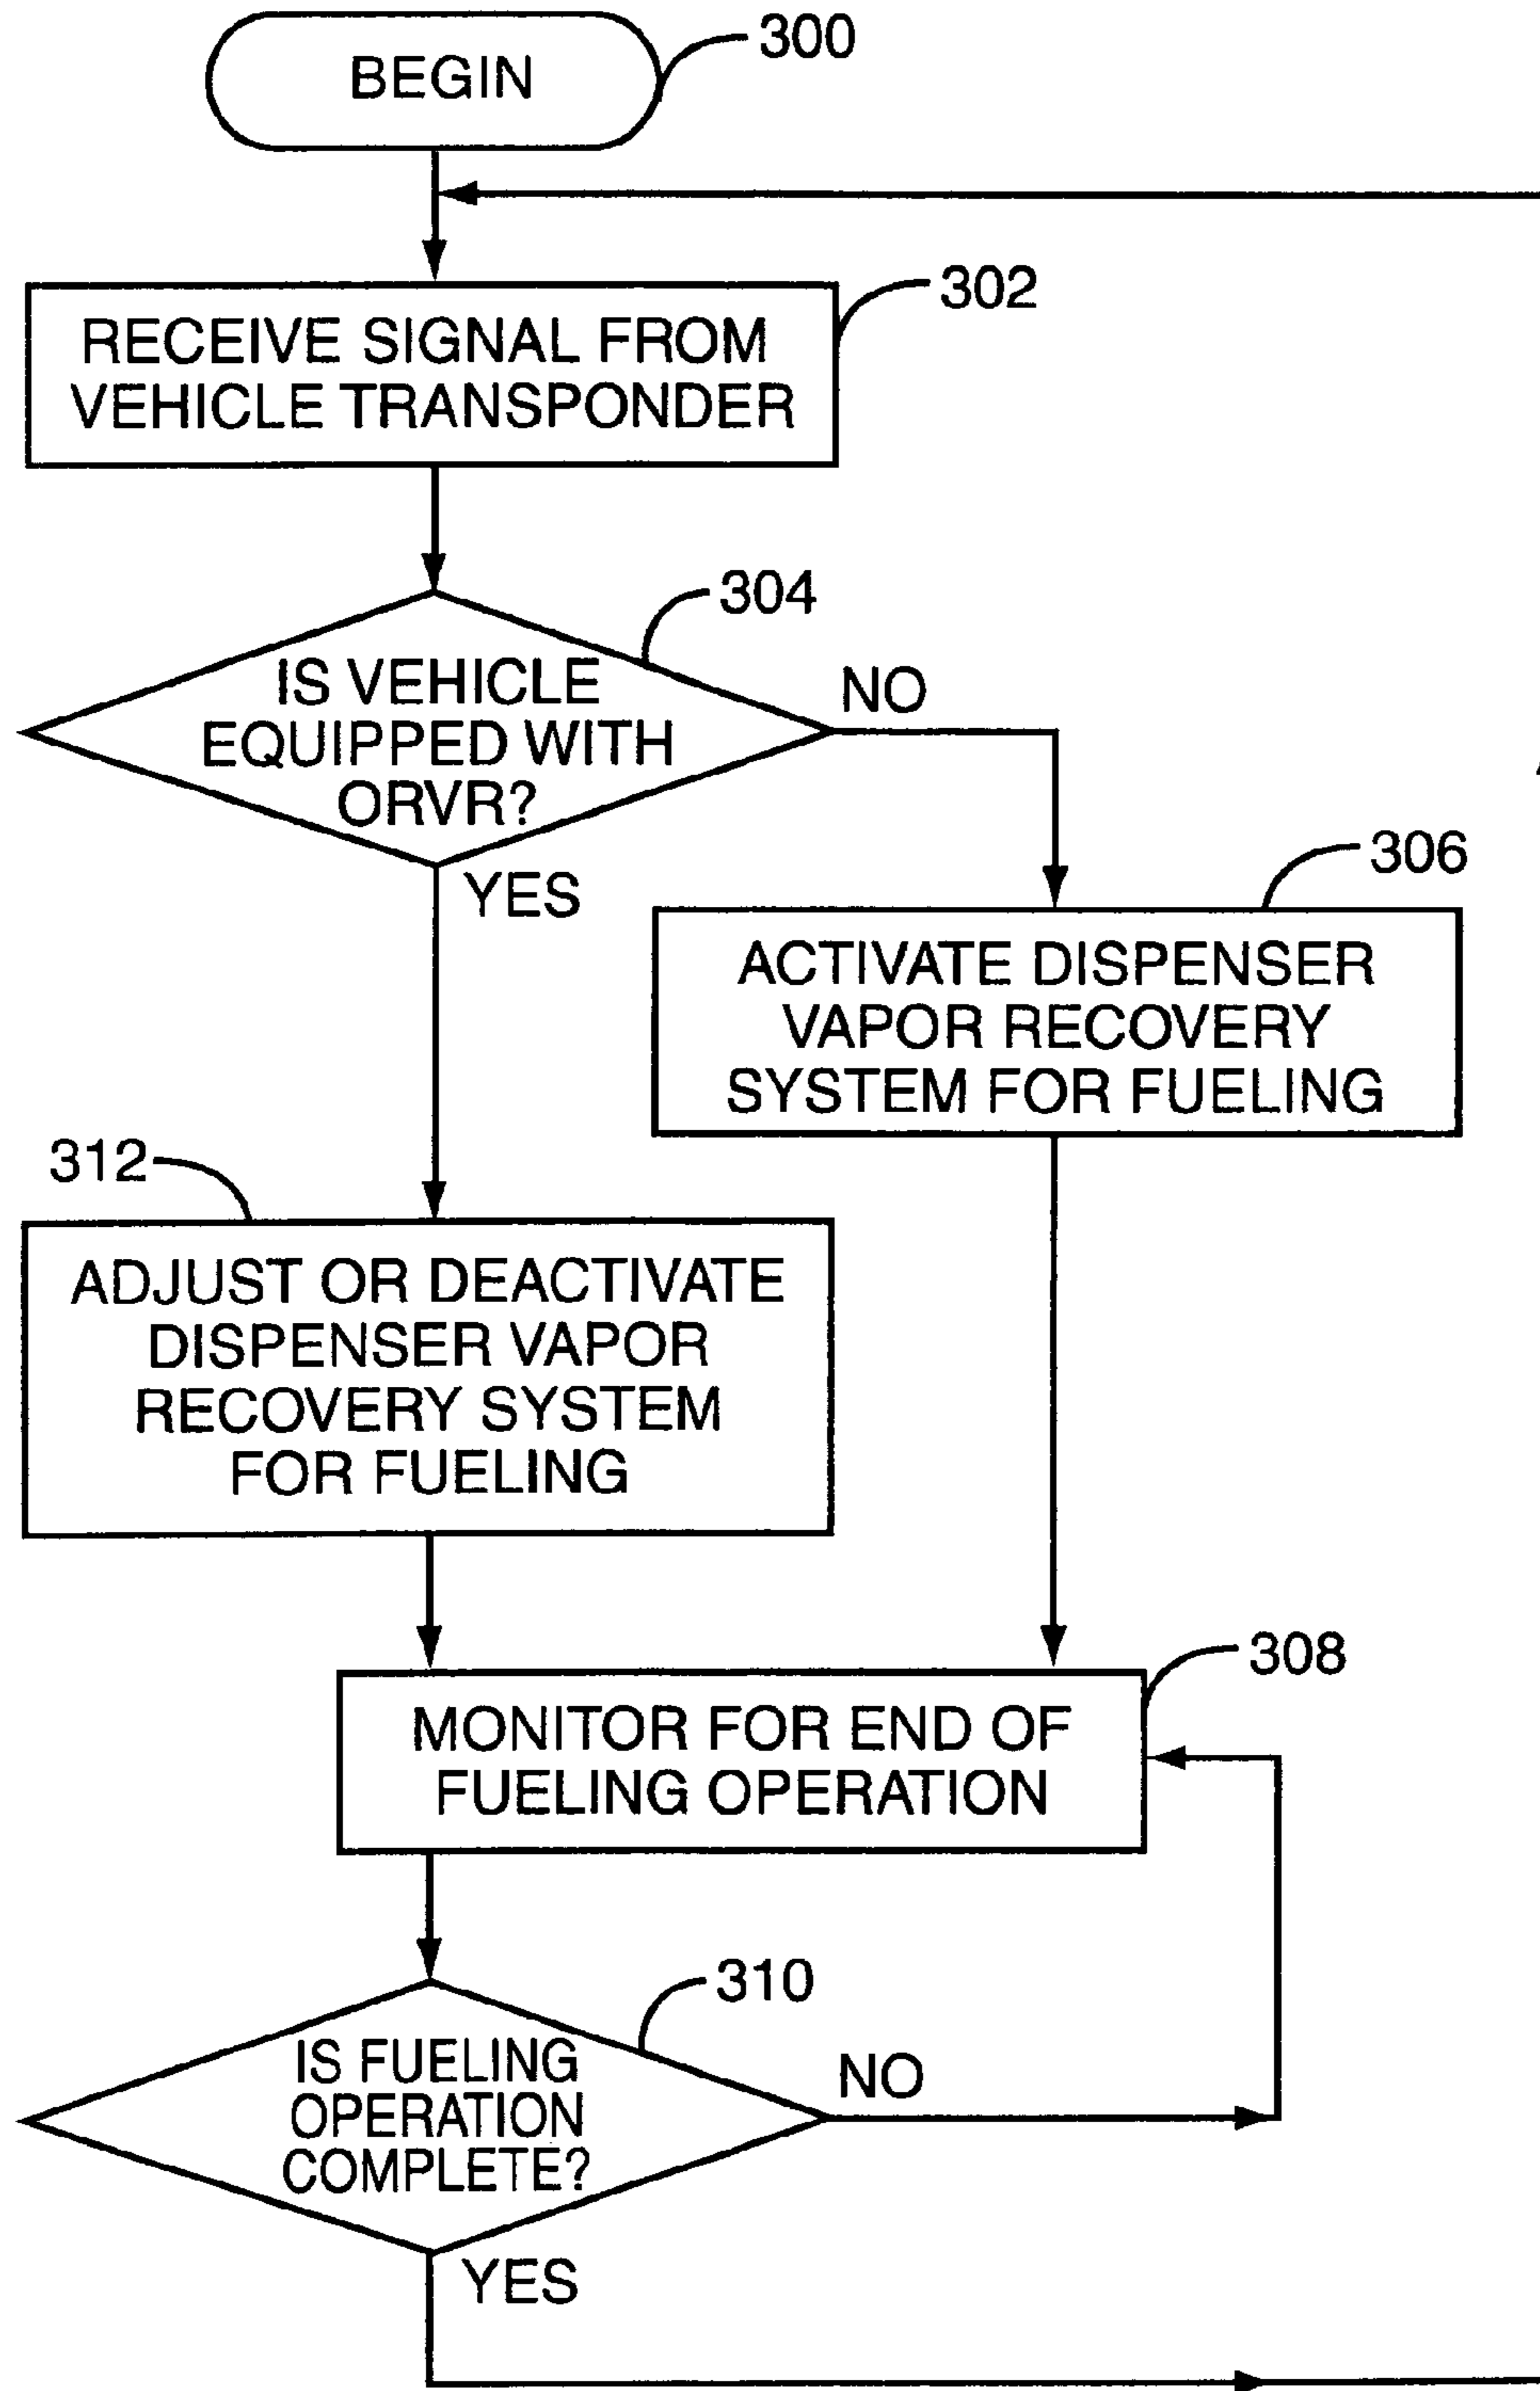 BEGIN
300
302
RECEIVE SIGNAL FROM
VEHICLE TRANSPONDER
304
IS VEHICLE
EQUIPPED WITH
ORVR?
NO
YES
306
ACTIVATE DISPENSER
VAPOR RECOVERY
SYSTEM FOR FUELING
312
ADJUST OR DEACTIVATE
DISPENSER VAPOR
RECOVERY SYSTEM
FOR FUELING
308
MONITOR FOR END OF
FUELING OPERATION
310
IS FUELING
OPERATION
COMPLETE?
NO
YES